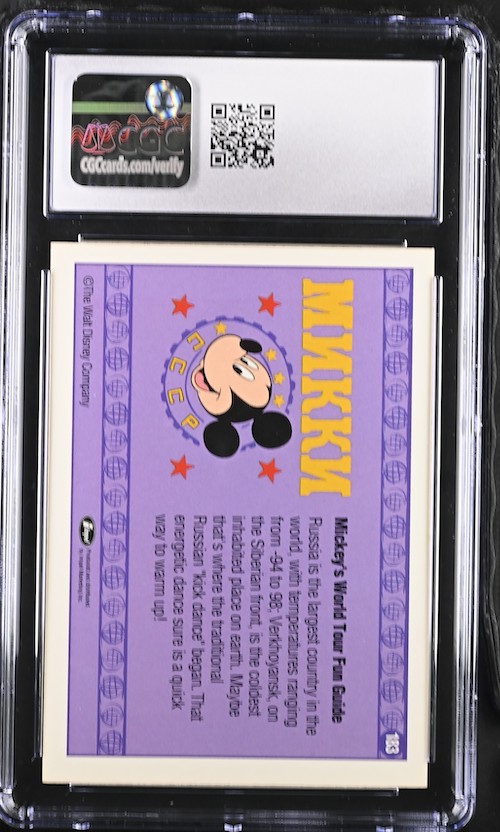 CGC
CGCcards.com/verify
183
МИККИ
ПССР
Mickey's World Tour Fun Guide
Russia is the largest country in the
world, with temperatures ranging
from -94 to 98; Verkhoyansk, on
the Siberian front, is the coldest
inhabited place on earth. Maybe
that's where the traditional
Russian "kick dance" began. That
energetic dance sure is a quick
way to warm up!
©The Walt Disney Company
Impel